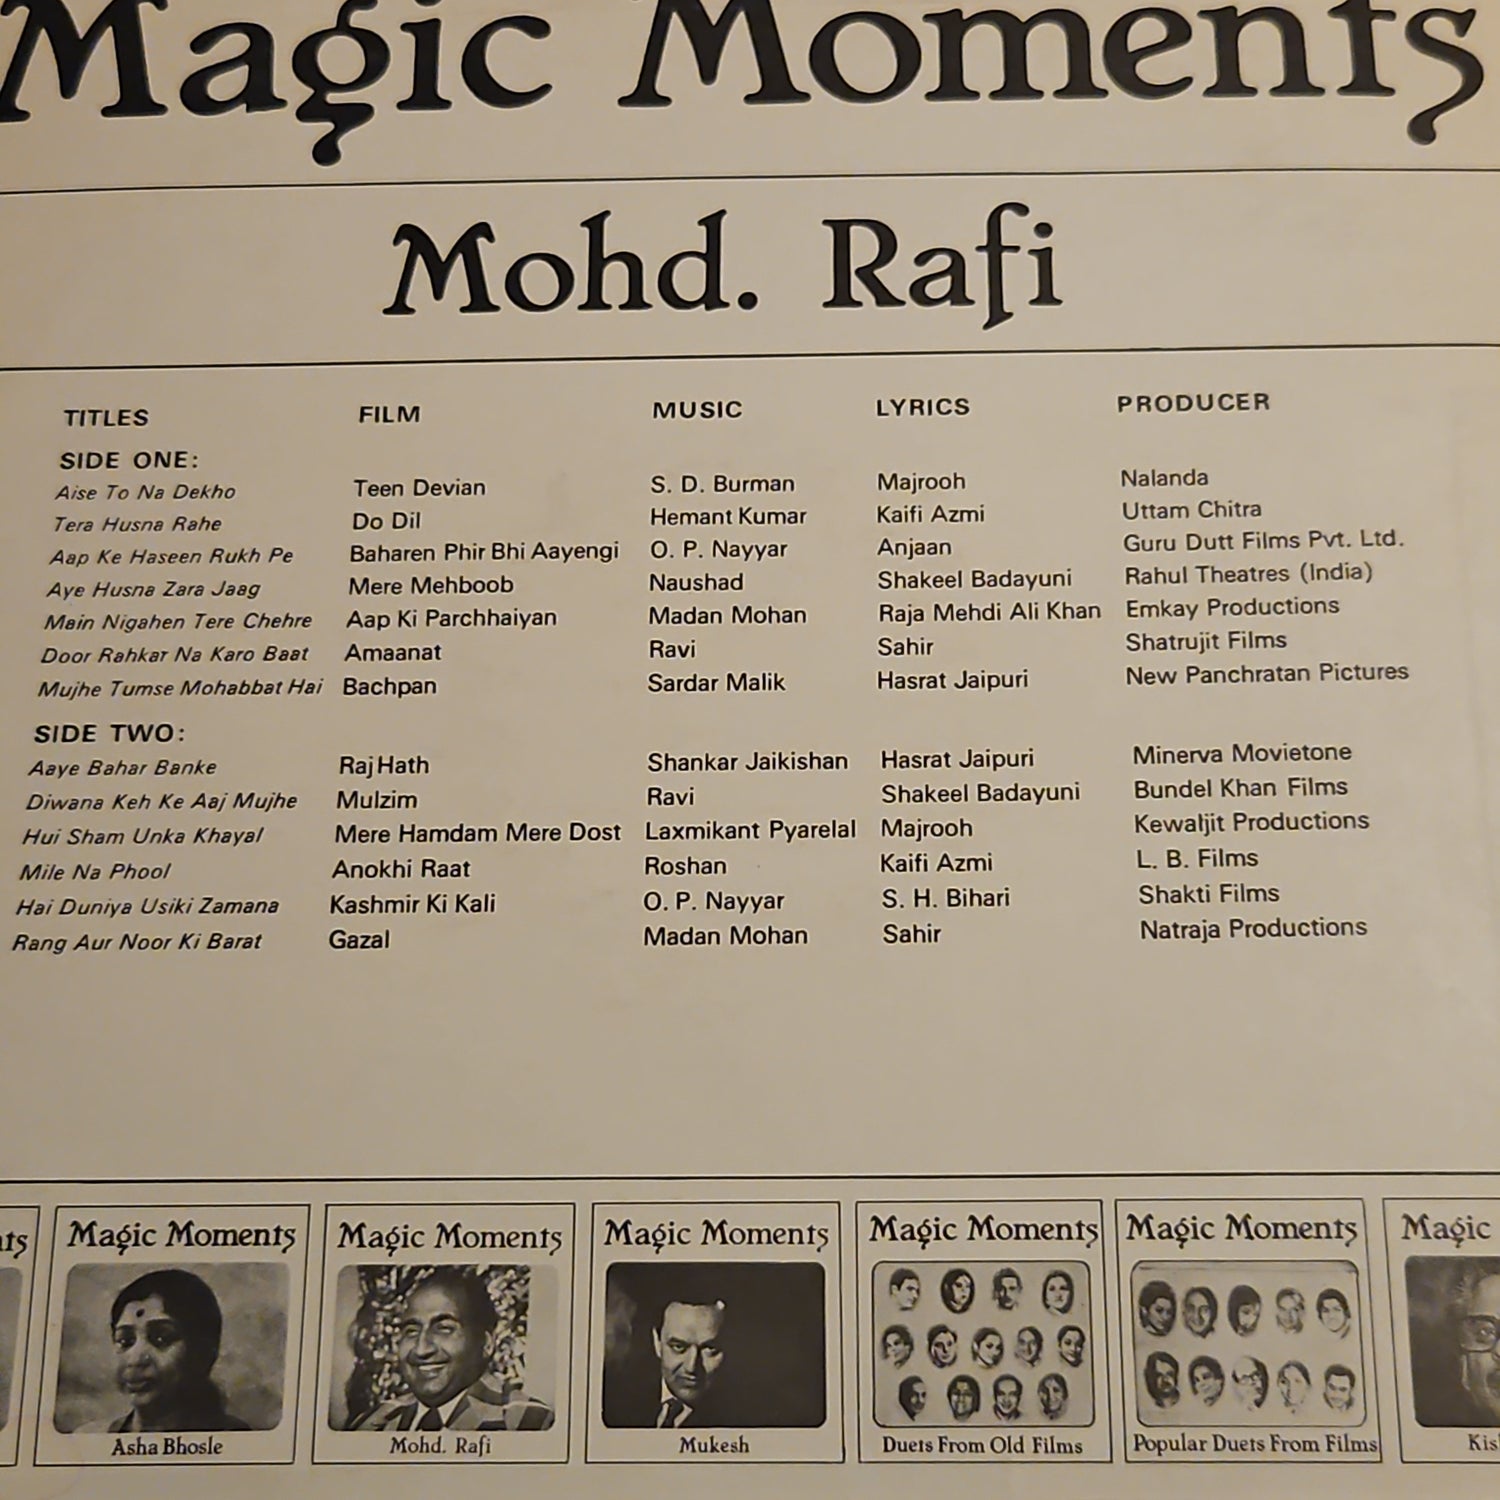 Magic Moments
Mohd. Rafi
TITLES FILM MUSIC LYRICS PRODUCER
SIDE ONE:
Aise To Na Dekho Teen Devian S. D. Burman Majrooh Nalanda
Tera Husna Rahe Do Dil Hemant Kumar Kaifi Azmi Uttam Chitra
Aap Ke Haseen Rukh Pe Baharen Phir Bhi Aayengi O. P. Nayyar Anjaan Guru Dutt Films Pvt. Ltd.
Aye Husna Zara Jaag Mere Mehboob Naushad Shakeel Badayuni Rahul Theatres (India)
Main Nigahen Tere Chehre Aap Ki Parchhaiyan Madan Mohan Raja Mehdi Ali Khan Emkay Productions
Door Rahkar Na Karo Baat Amaanat Ravi Sahir Shatrujit Films
Mujhe Tumse Mohabbat Hai Bachpan Sardar Malik Hasrat Jaipuri New Panchratan Pictures
SIDE TWO:
Aaye Bahar Banke Raj Hath Shankar Jaikishan Hasrat Jaipuri Minerva Movietone
Diwana Keh Ke Aaj Mujhe Mulzim Ravi Shakeel Badayuni Bundel Khan Films
Hui Sham Unka Khayal Mere Hamdam Mere Dost Laxmikant Pyarelal Majrooh Kewaljit Productions
Mile Na Phool Anokhi Raat Roshan Kaifi Azmi L. B. Films
Hai Duniya Usiki Zamana Kashmir Ki Kali O. P. Nayyar S. H. Bihari Shakti Films
Rang Aur Noor Ki Barat Gazal Madan Mohan Sahir Natraja Productions
ts Magic Moments Magic Moments Magic Moments Magic Moments Magic Moments Magic
Asha Bhosle Mohd. Rafi Mukesh Duets From Old Films Popular Duets From Films Kis